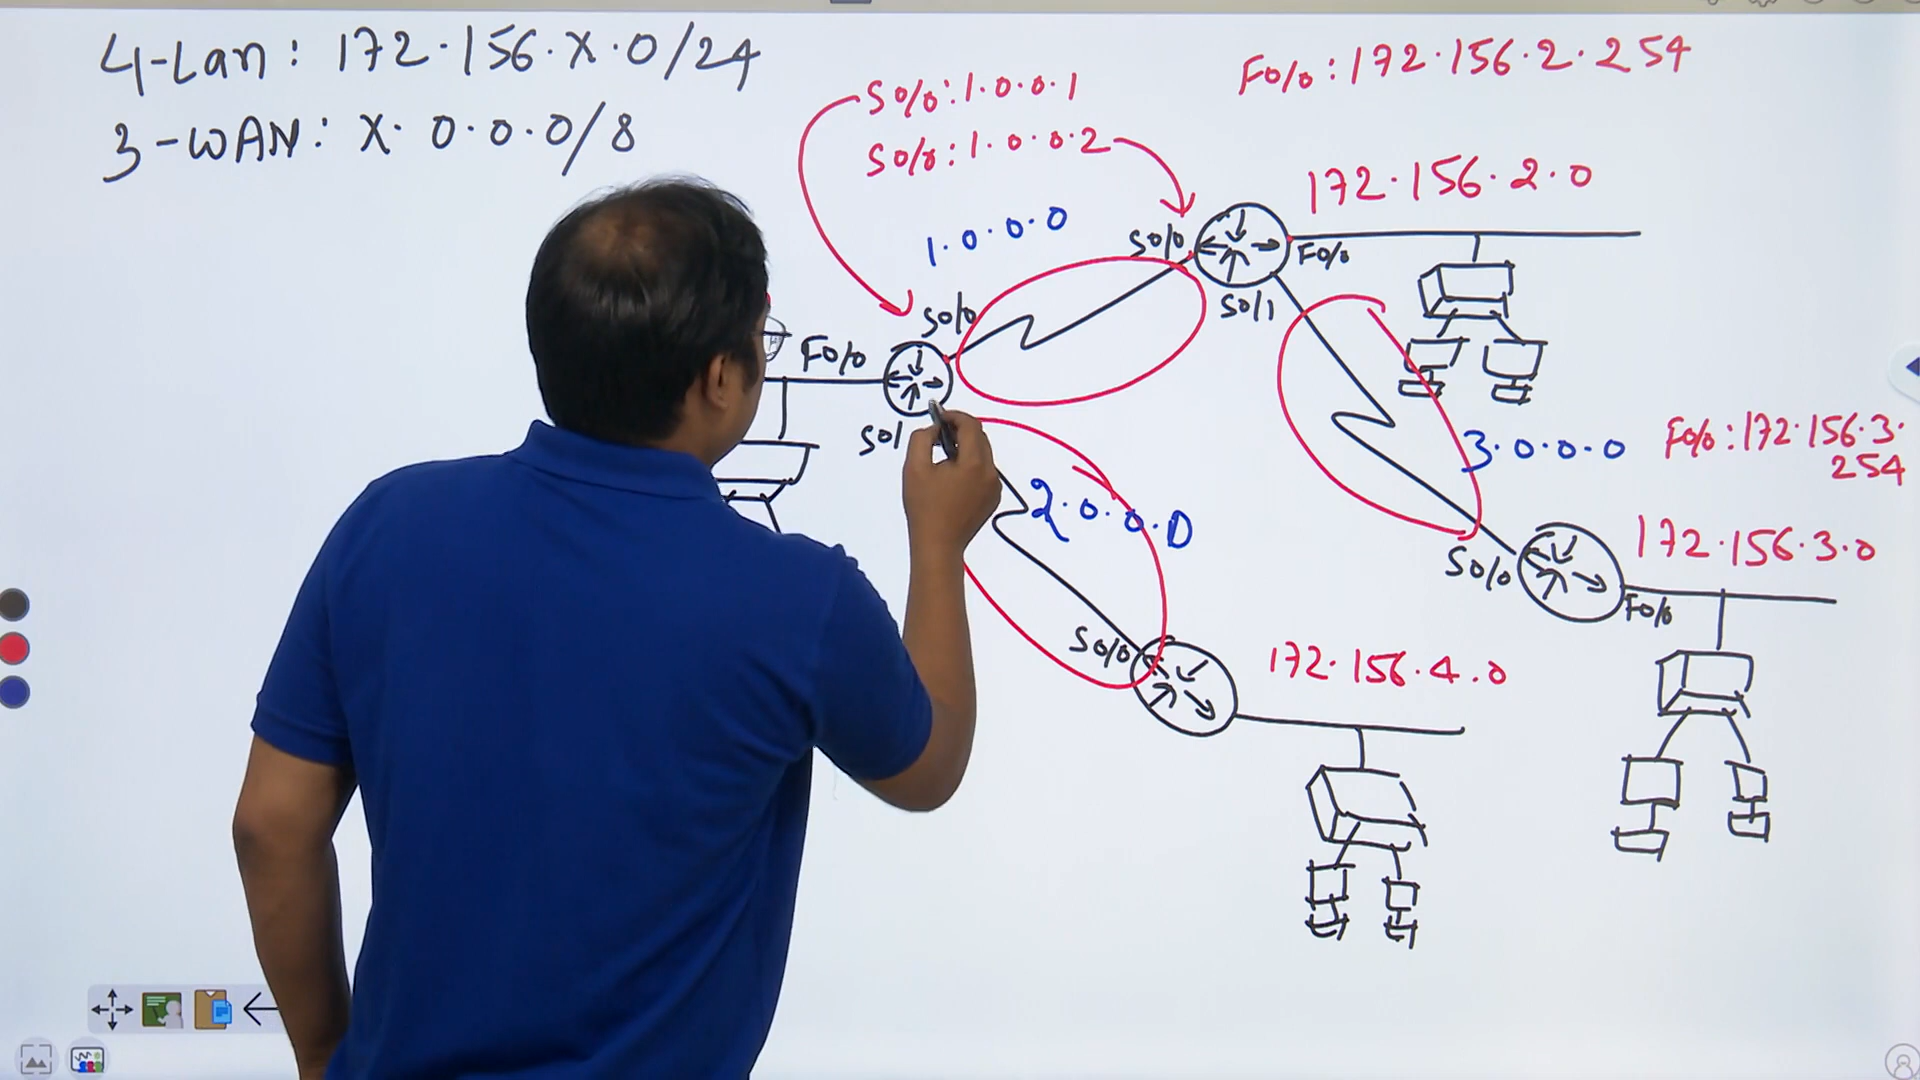 4-Lan: 172.156.X.0/24
3-WAN: X.0.0.0/8
S0/0:1.0.0.1
S0/0:1.0.0.2
F0/0:172.156.2.254
172.156.2.0
1.0.0.0
S0/0
F0/0
S0/1
S0/0
F0/0
S0/
3.0.0.0
F0/0:172.156.3.
254
2.0.0.0
172.156.3.0
S0/0
F0/0
S0/0
172.156.4.0